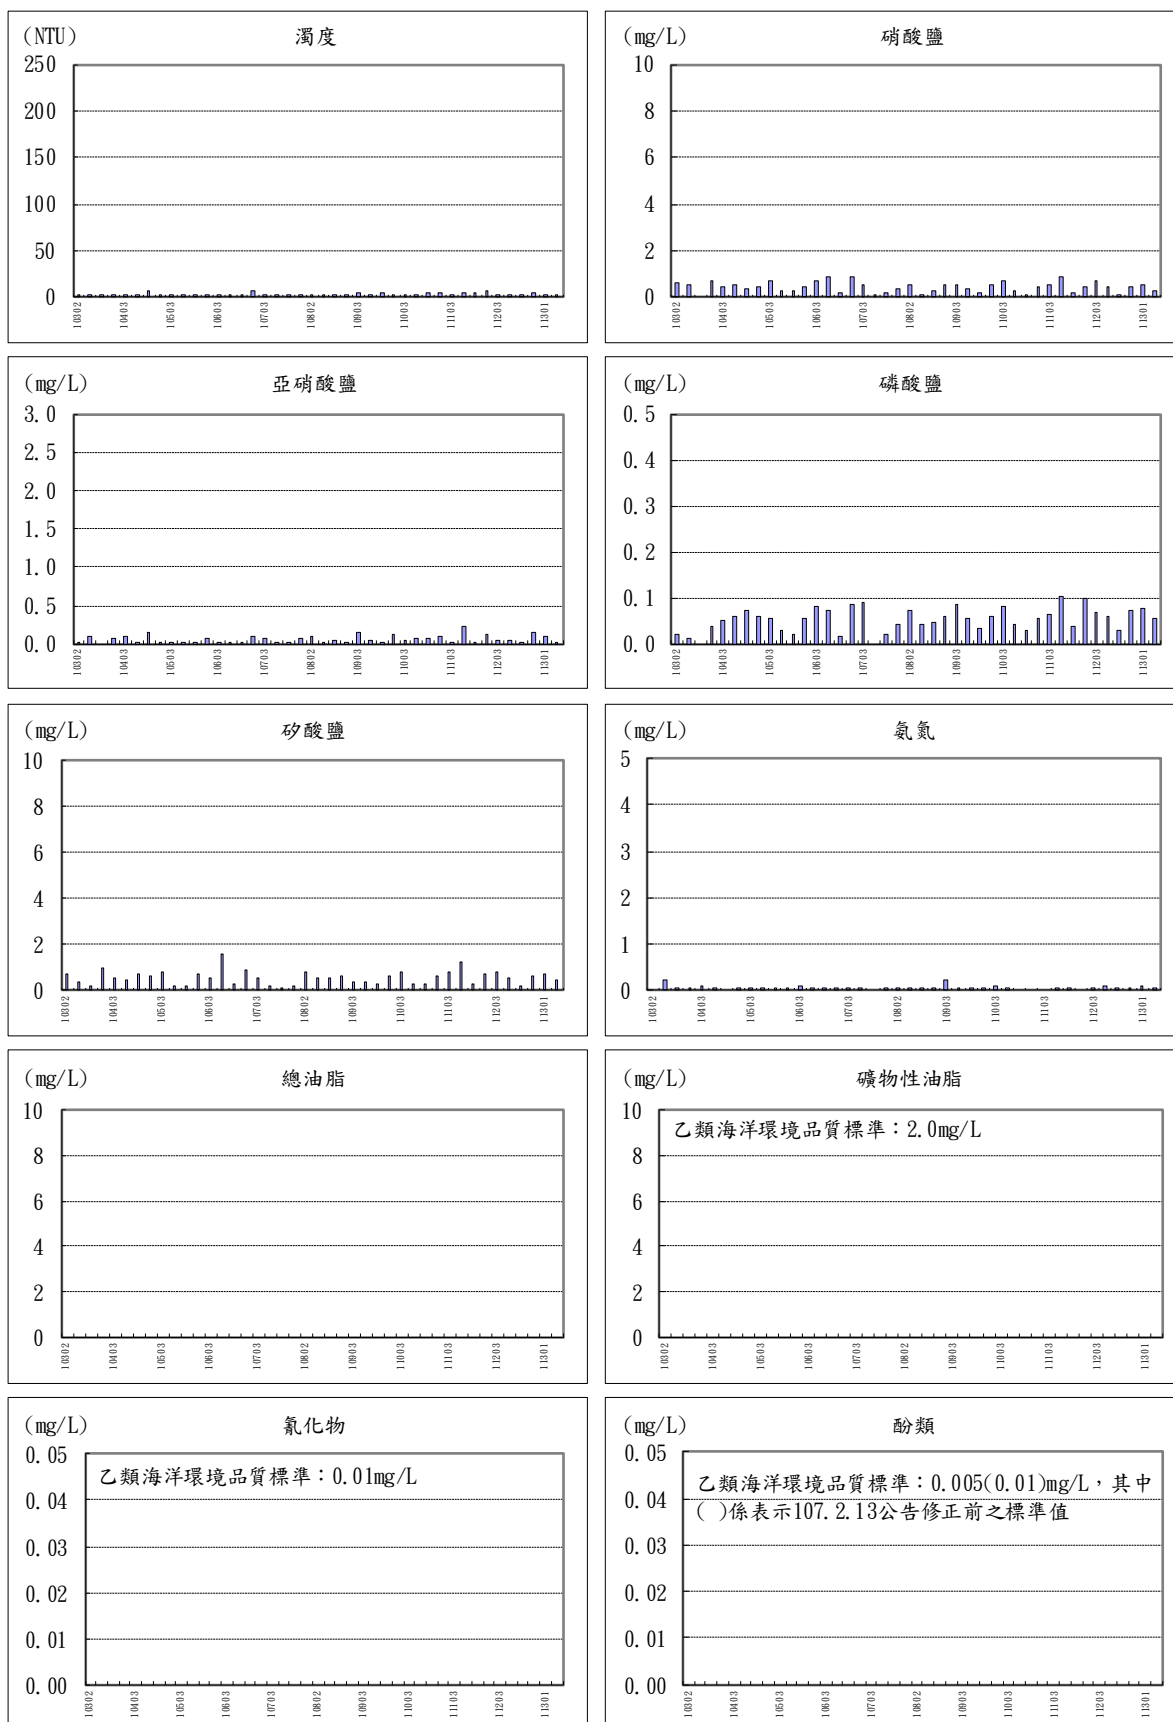 (NTU) 濁度
250
200
150
100
50
0
10302 10403 10503 10603 10703 10802 10903 11003 11103 11203 11301
(mg/L) 硝酸鹽
10
8
6
4
2
0
10302 10403 10503 10603 10703 10802 10903 11003 11103 11203 11301
(mg/L) 亞硝酸鹽
3.0
2.5
2.0
1.5
1.0
0.5
0.0
10302 10403 10503 10603 10703 10802 10903 11003 11103 11203 11301
(mg/L) 磷酸鹽
0.5
0.4
0.3
0.2
0.1
0.0
10302 10403 10503 10603 10703 10802 10903 11003 11103 11203 11301
(mg/L) 矽酸鹽
10
8
6
4
2
0
10302 10403 10503 10603 10703 10802 10903 11003 11103 11203 11301
(mg/L) 氨氮
5
4
3
2
1
0
10302 10403 10503 10603 10703 10802 10903 11003 11103 11203 11301
(mg/L) 總油脂
10
8
6
4
2
0
10302 10403 10503 10603 10703 10802 10903 11003 11103 11203 11301
(mg/L) 礦物性油脂
乙類海洋環境品質標準：2.0mg/L
10
8
6
4
2
0
10302 10403 10503 10603 10703 10802 10903 11003 11103 11203 11301
(mg/L) 氰化物
乙類海洋環境品質標準：0.01mg/L
0.05
0.04
0.03
0.02
0.01
0.00
10302 10403 10503 10603 10703 10802 10903 11003 11103 11203 11301
(mg/L) 酚類
乙類海洋環境品質標準：0.005(0.01)mg/L，其中
( )係表示107.2.13公告修正前之標準值
0.05
0.04
0.03
0.02
0.01
0.00
10302 10403 10503 10603 10703 10802 10903 11003 11103 11203 11301